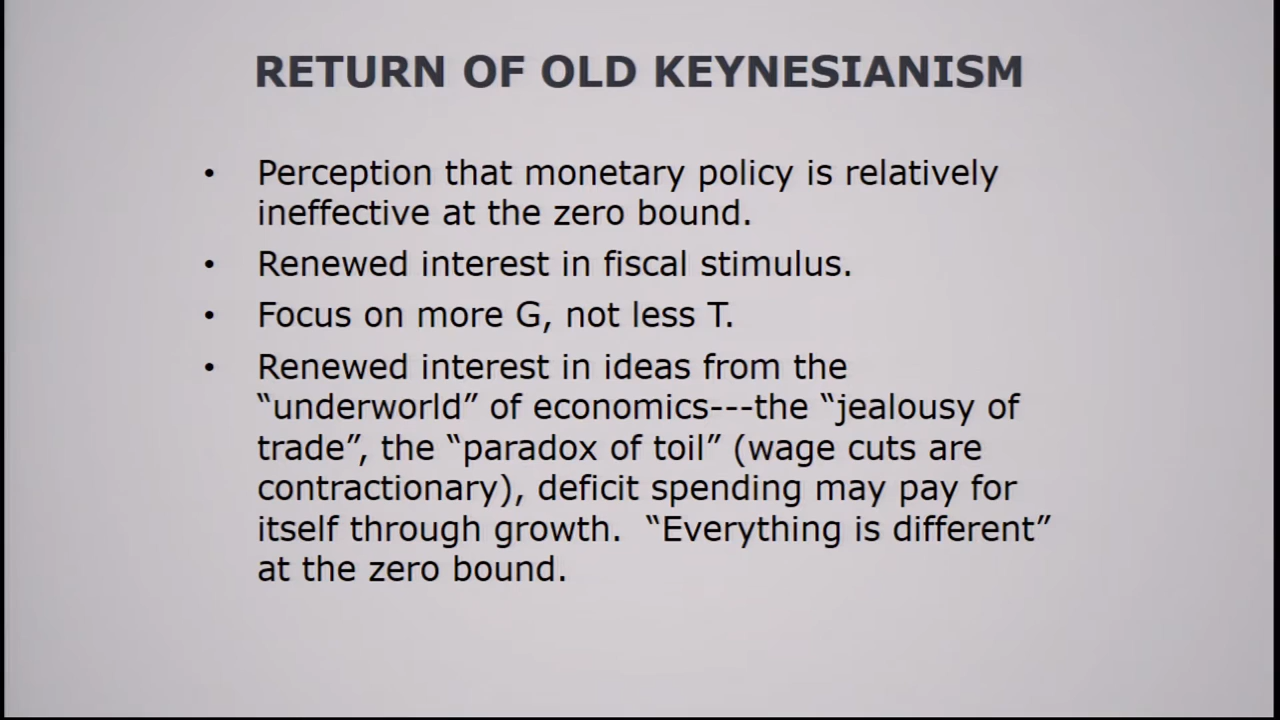 RETURN OF OLD KEYNESIANISM
• Perception that monetary policy is relatively
ineffective at the zero bound.
• Renewed interest in fiscal stimulus.
• Focus on more G, not less T.
• Renewed interest in ideas from the
“underworld” of economics---the “jealousy of
trade”, the “paradox of toil” (wage cuts are
contractionary), deficit spending may pay for
itself through growth.  “Everything is different”
at the zero bound.